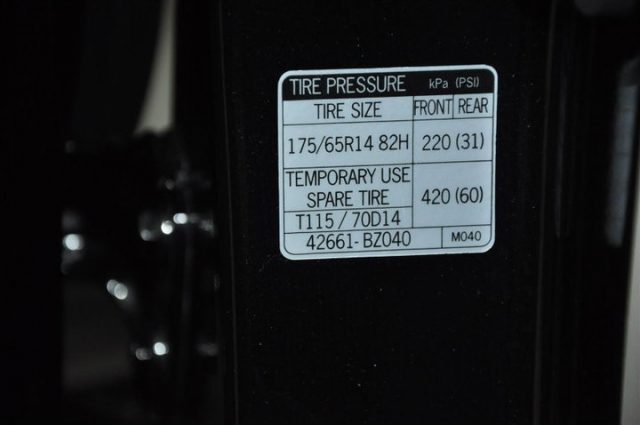 TIRE PRESSURE kPa (PSI)
TIRE SIZE FRONT REAR
175/65R14 82H 220 (31)
TEMPORARY USE
SPARE TIRE 420 (60)
T115 / 70D14
42661-BZ040 M040